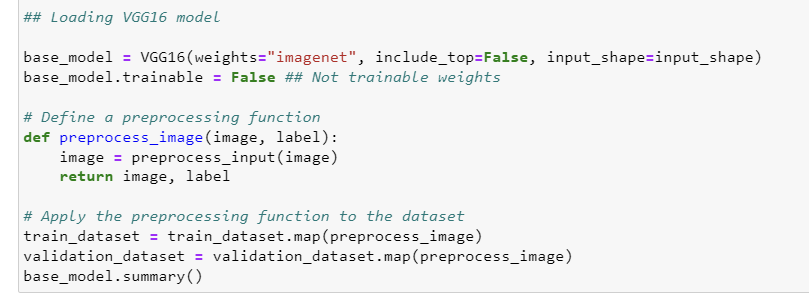 ## Loading VGG16 model
base_model = VGG16(weights="imagenet", include_top=False, input_shape=input_shape)
base_model.trainable = False ## Not trainable weights
# Define a preprocessing function
def preprocess_image(image, label):
    image = preprocess_input(image)
    return image, label
# Apply the preprocessing function to the dataset
train_dataset = train_dataset.map(preprocess_image)
validation_dataset = validation_dataset.map(preprocess_image)
base_model.summary()